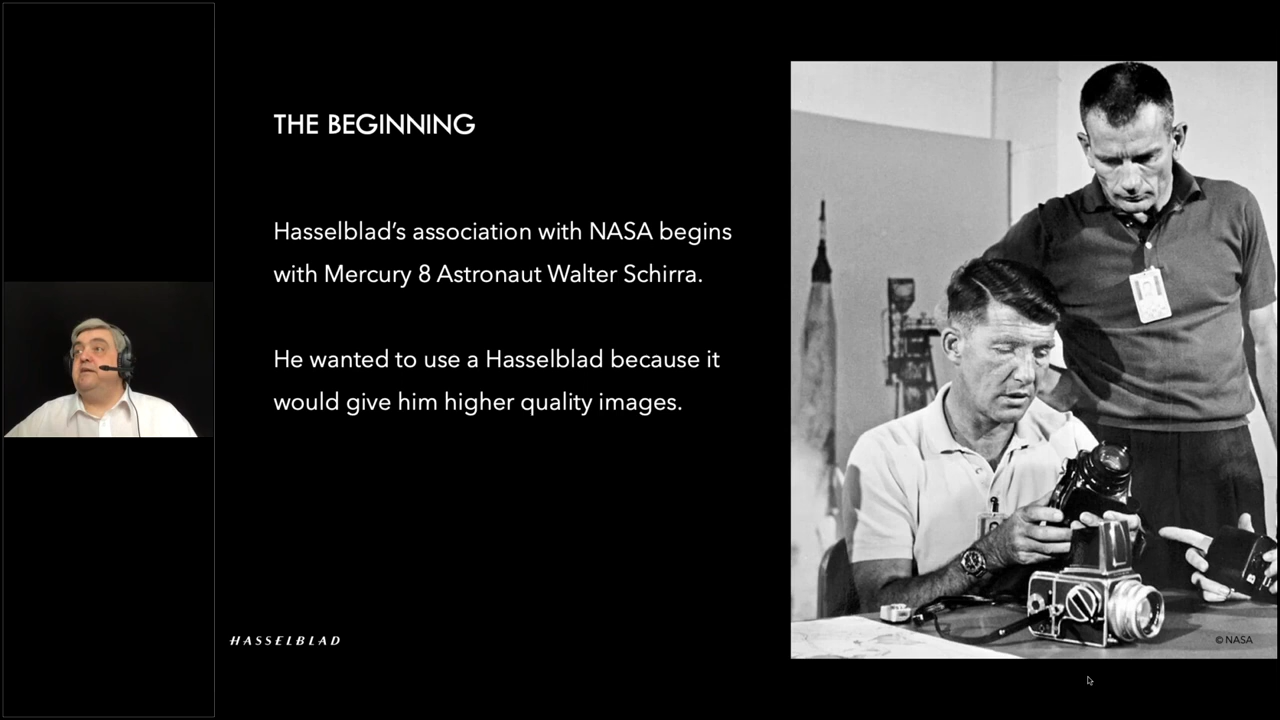 THE BEGINNING
Hasselblad’s association with NASA begins
with Mercury 8 Astronaut Walter Schirra.
He wanted to use a Hasselblad because it
would give him higher quality images.
HASSELBLAD
© NASA